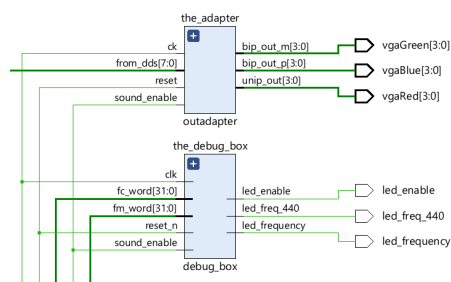 the_adapter
ck bip_out_m[3:0] vgaGreen[3:0]
from_dds[7:0] bip_out_p[3:0] vgaBlue[3:0]
reset unip_out[3:0] vgaRed[3:0]
sound_enable
outadapter
the_debug_box
clk
fc_word[31:0] led_enable led_enable
fm_word[31:0] led_freq_440 led_freq_440
reset_n led_frequency led_frequency
sound_enable
debug_box